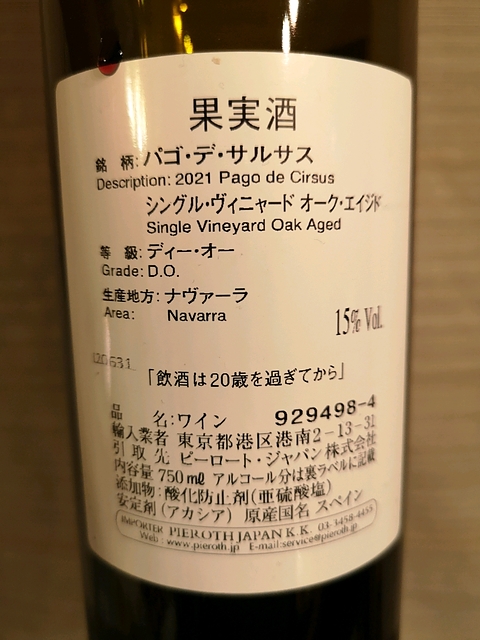 果実酒
銘 柄: パゴ・デ・サルサス
Description: 2021 Pago de Cirsus
シングル・ヴィニャード オーク・エイジド
Single Vineyard Oak Aged
等 級: ディー・オー
Grade: D.O.
生産地方: ナヴァーラ
Area: Navarra
15% Vol.
「飲酒は20歳を過ぎてから」
品 名:ワイン 929498-4
輸入業者 東京都港区港南2-13-31
引 取 先 ピーロート・ジャパン株式会社
内容量 750㎖ アルコール分は裏ラベルに記載
添加物: 酸化防止剤(亜硫酸塩)
安定剤(アカシア) 原産国名 スペイン
IMPORTER PIEROTH JAPAN K.K. 03-3458-4455
Web: www.pieroth.jp E-mail:service@pieroth.jp